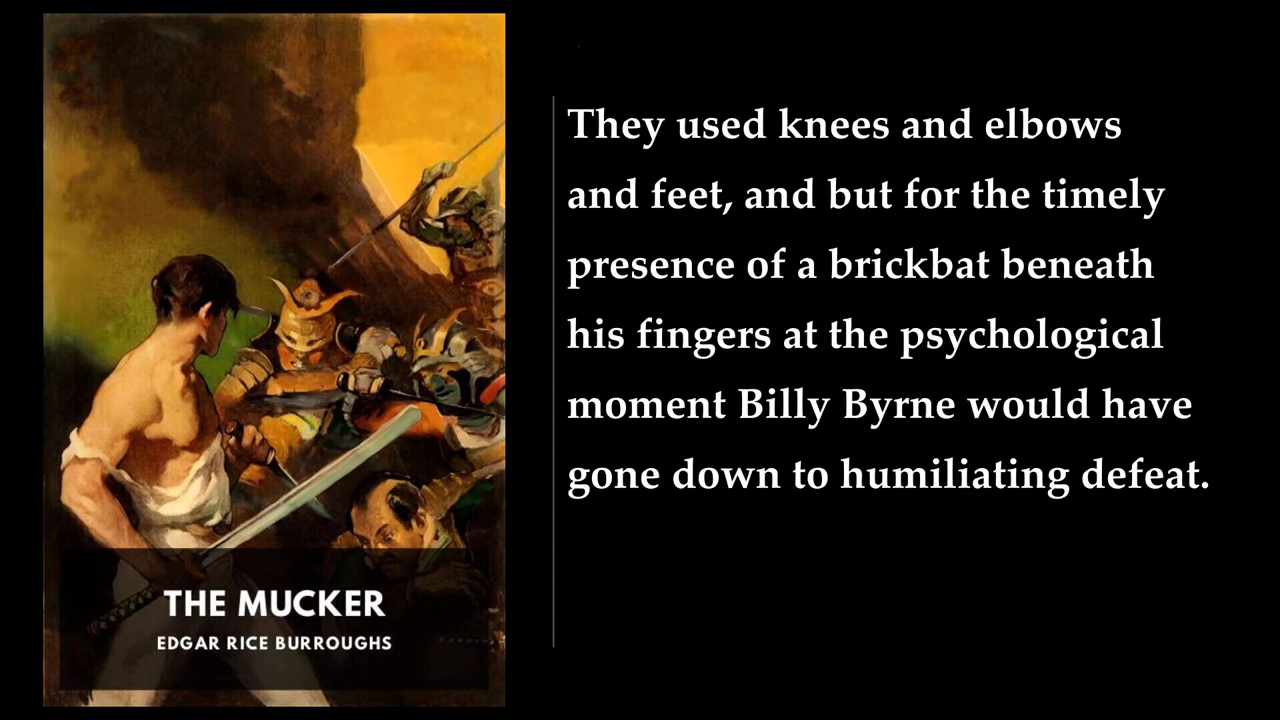 They used knees and elbows
and feet, and but for the timely
presence of a brickbat beneath
his fingers at the psychological
moment Billy Byrne would have
gone down to humiliating defeat.
THE MUCKER
EDGAR RICE BURROUGHS